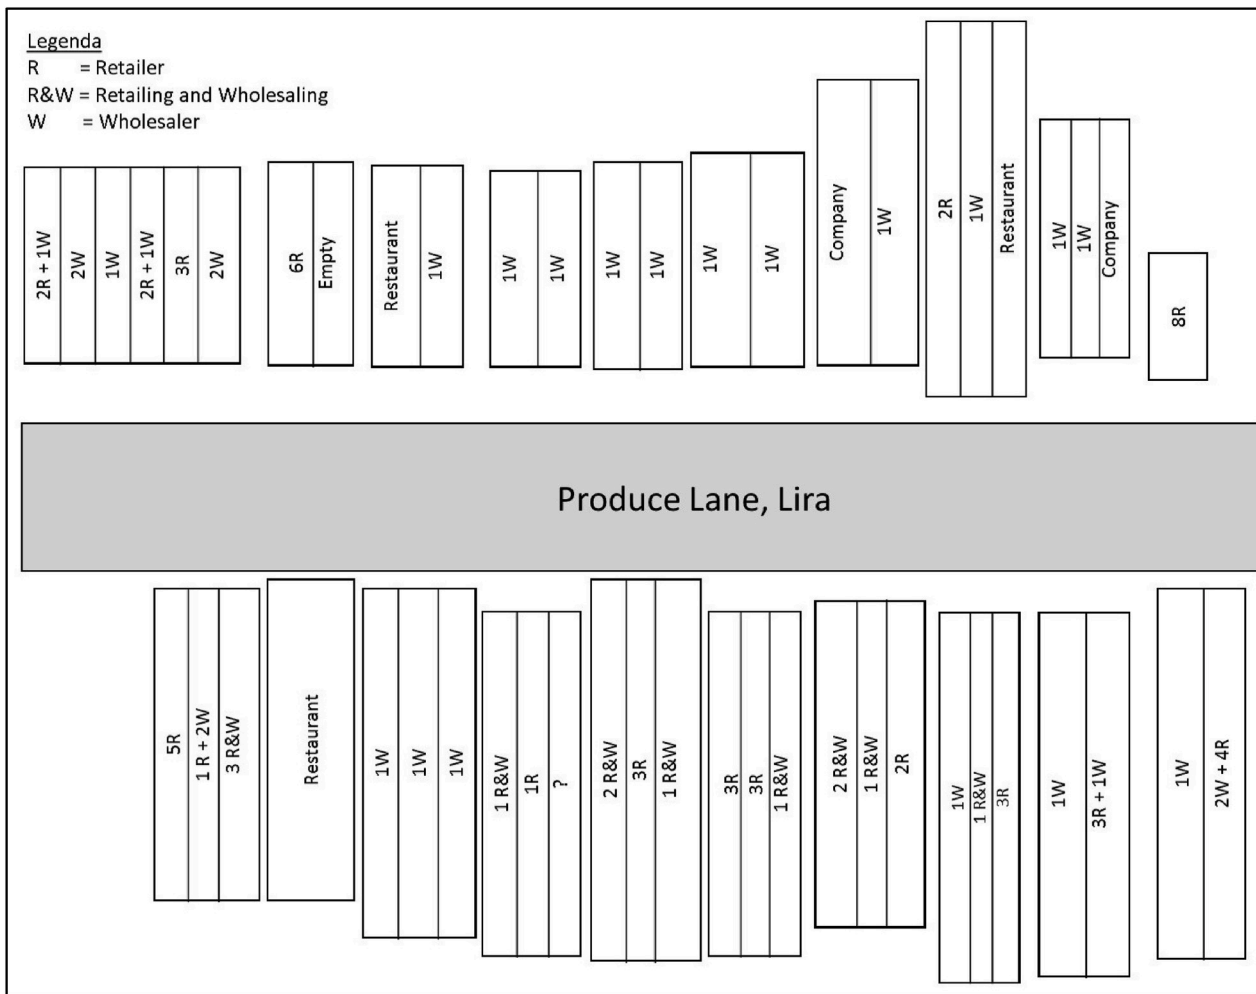 Legenda
R = Retailer
R&W = Retailing and Wholesaling
W = Wholesaler
2R + 1W
2W
1W
2R + 1W
3R
2W
6R
Empty
Restaurant
1W
1W
1W
1W
1W
1W
1W
Company
1W
2R
1W
Restaurant
1W
1W
Company
8R
Produce Lane, Lira
5R
1 R + 2W
3 R&W
Restaurant
1W
1W
1W
1 R&W
1R
?
2 R&W
3R
1 R&W
3R
3R
1 R&W
2 R&W
1 R&W
2R
1W
1 R&W
3R
1W
3R + 1W
1W
2W + 4R